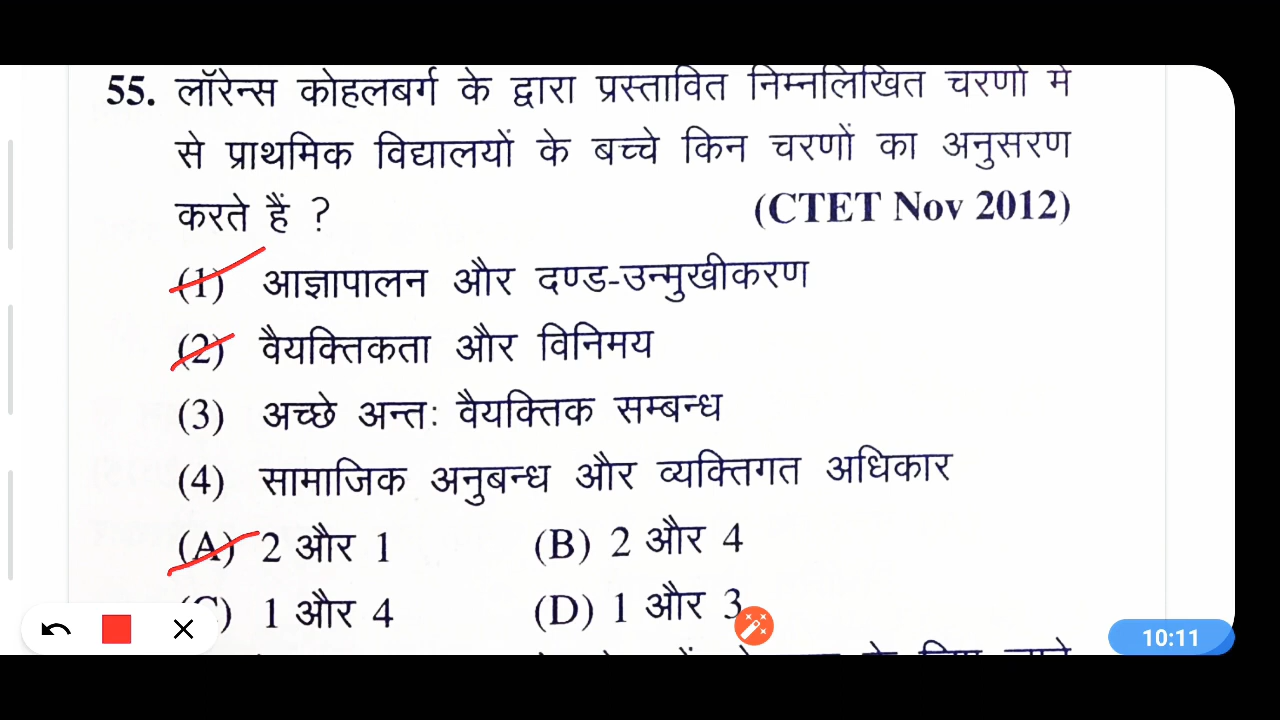 55. लॉरेन्स कोहलबर्ग के द्वारा प्रस्तावित निम्नलिखित चरणों में
से प्राथमिक विद्यालयों के बच्चे किन चरणों का अनुसरण
करते हैं ? (CTET Nov 2012)
(1) आज्ञापालन और दण्ड-उन्मुखीकरण
(2) वैयक्तिकता और विनिमय
(3) अच्छे अन्तः वैयक्तिक सम्बन्ध
(4) सामाजिक अनुबन्ध और व्यक्तिगत अधिकार
(A) 2 और 1 (B) 2 और 4
(C) 1 और 4 (D) 1 और 3
10:11